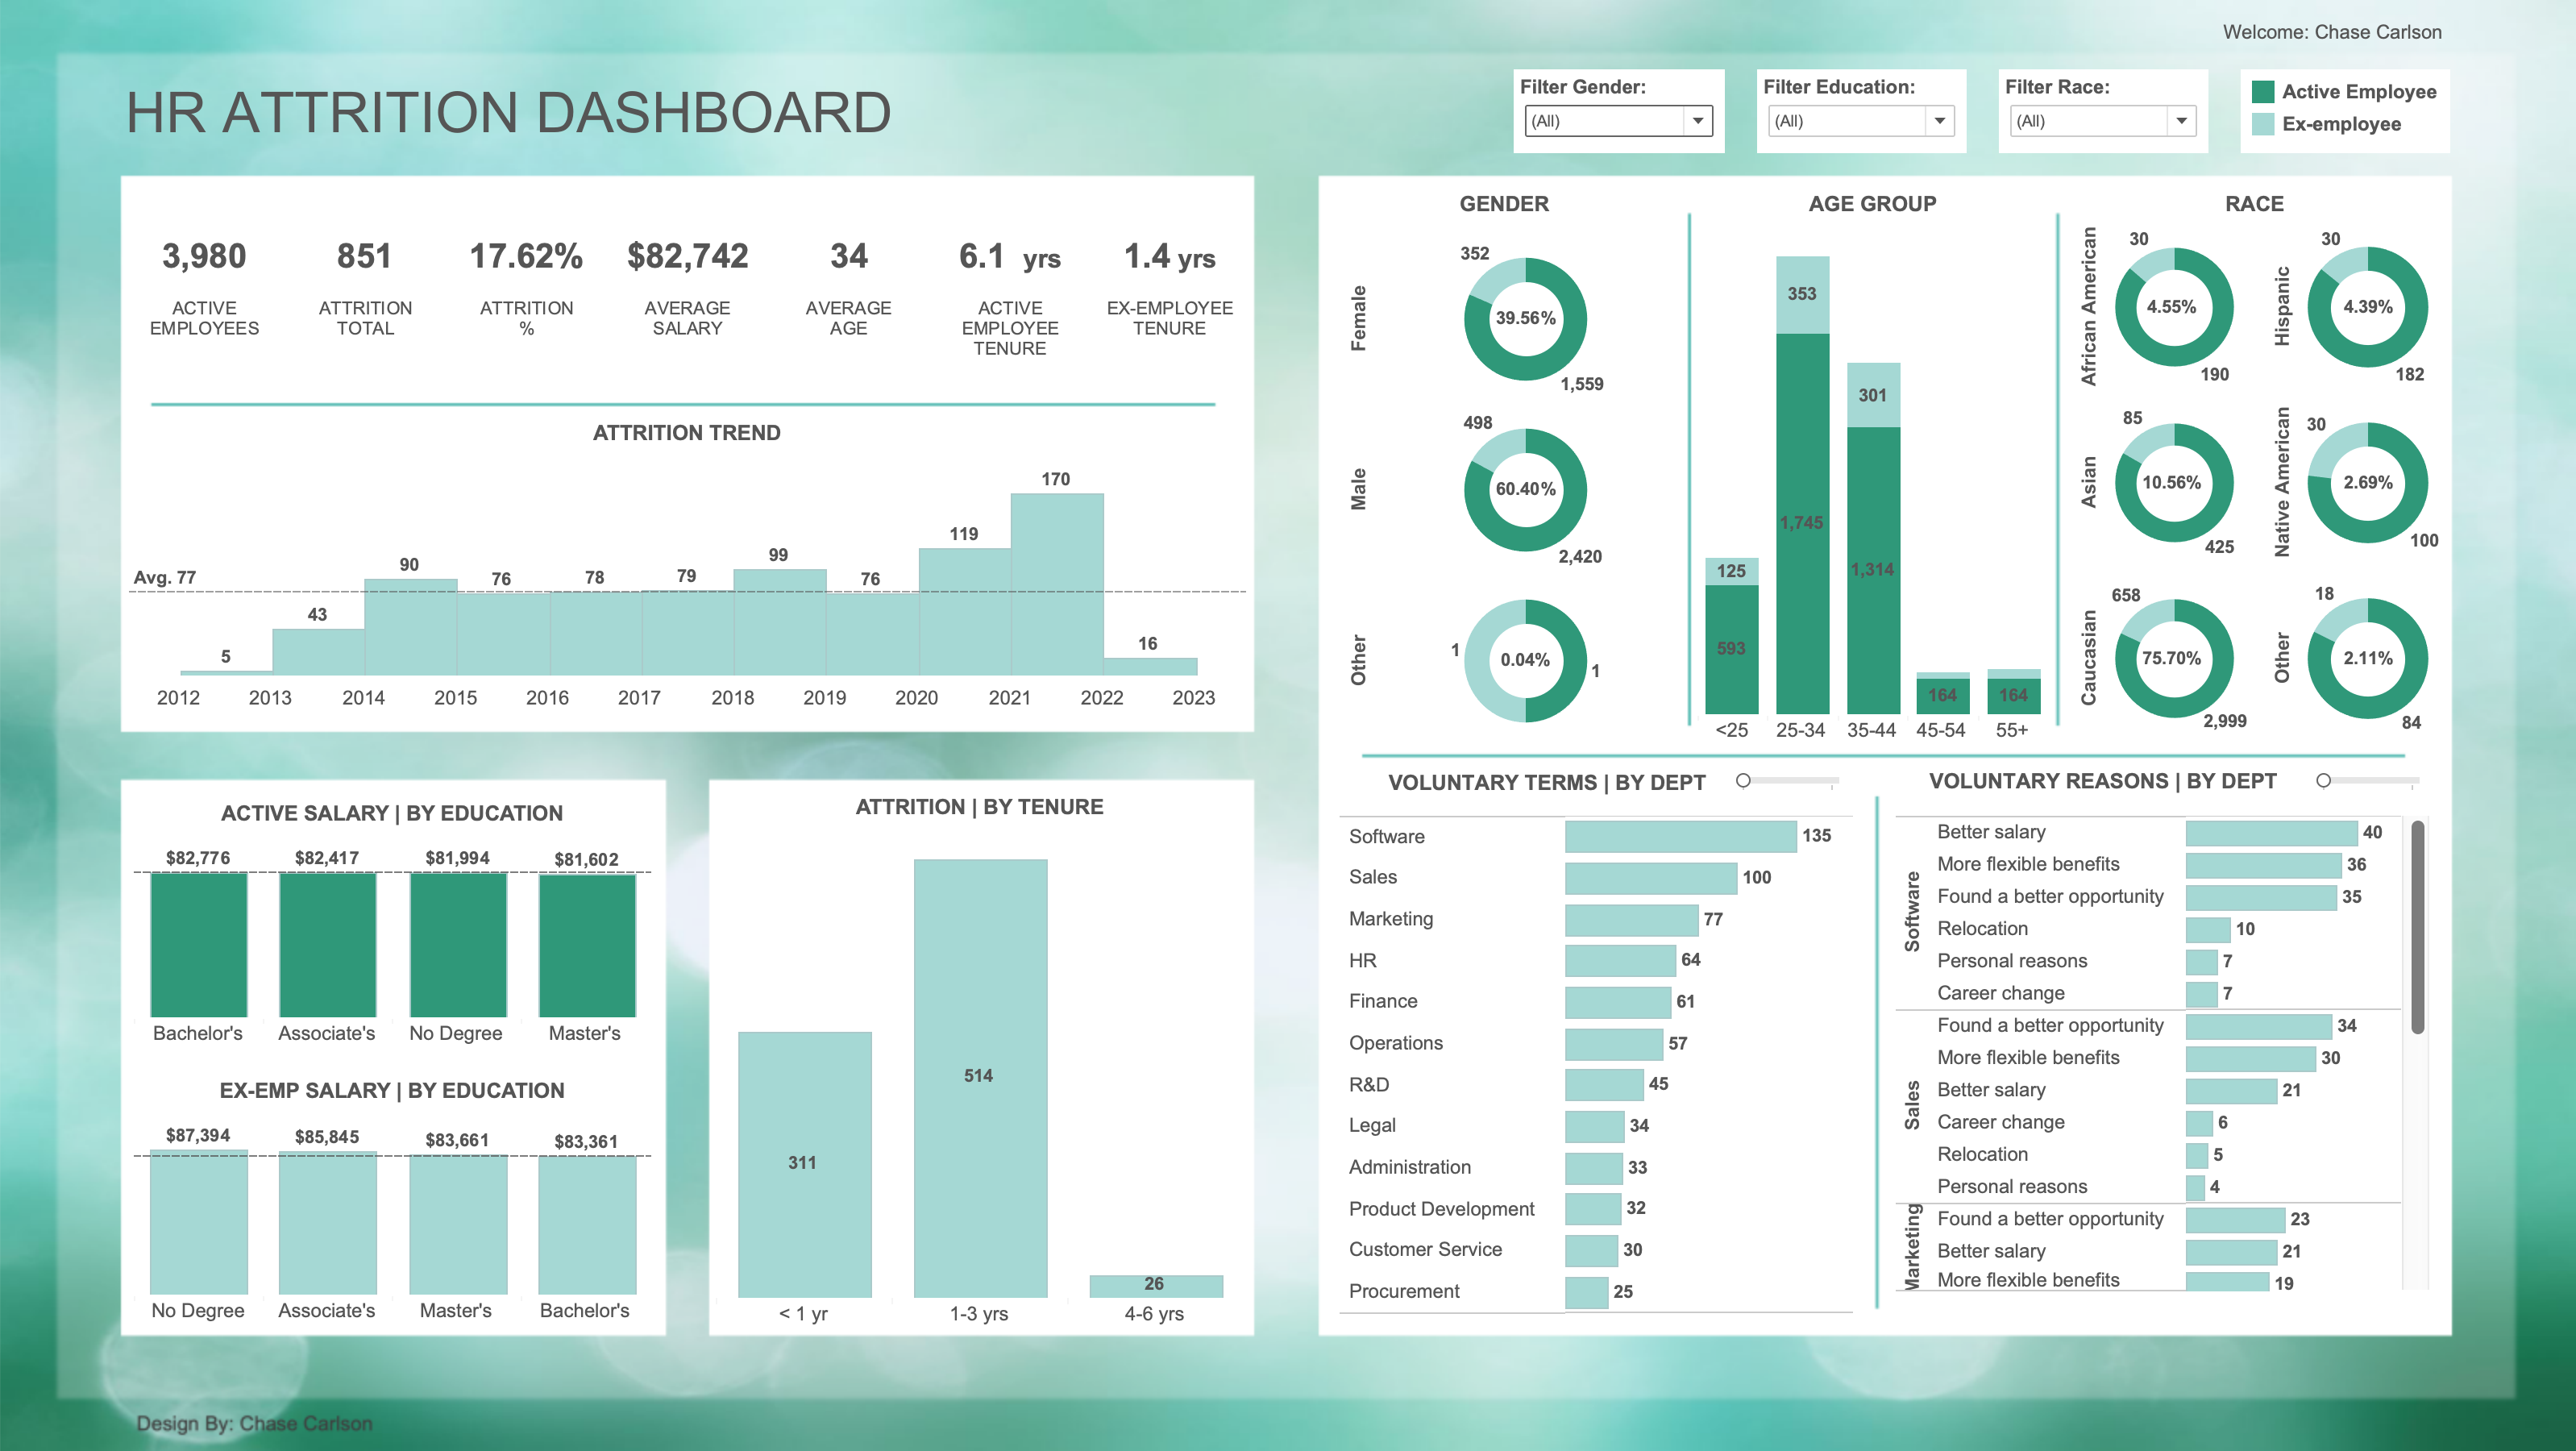 Welcome: Chase Carlson
HR ATTRITION DASHBOARD
Filter Gender:
(All)
Filter Education:
(All)
Filter Race:
(All)
Active Employee
Ex-employee
3,980
ACTIVE
EMPLOYEES
851
ATTRITION
TOTAL
17.62%
ATTRITION
%
$82,742
AVERAGE
SALARY
34
AVERAGE
AGE
6.1 yrs
ACTIVE
EMPLOYEE
TENURE
1.4 yrs
EX-EMPLOYEE
TENURE
ATTRITION TREND
Avg. 77
5
43
90
76
78
79
99
76
119
170
16
2012
2013
2014
2015
2016
2017
2018
2019
2020
2021
2022
2023
ACTIVE SALARY | BY EDUCATION
$82,776
$82,417
$81,994
$81,602
Bachelor's
Associate's
No Degree
Master's
EX-EMP SALARY | BY EDUCATION
$87,394
$85,845
$83,661
$83,361
No Degree
Associate's
Master's
Bachelor's
ATTRITION | BY TENURE
311
514
26
< 1 yr
1-3 yrs
4-6 yrs
GENDER
Female
352
39.56%
1,559
Male
498
60.40%
2,420
Other
1
0.04%
1
AGE GROUP
125
593
353
1,745
301
1,314
164
164
<25
25-34
35-44
45-54
55+
RACE
African American
30
4.55%
190
Hispanic
30
4.39%
182
Asian
85
10.56%
425
Native American
30
2.69%
100
Caucasian
658
75.70%
2,999
Other
18
2.11%
84
VOLUNTARY TERMS | BY DEPT
Software 135
Sales 100
Marketing 77
HR 64
Finance 61
Operations 57
R&D 45
Legal 34
Administration 33
Product Development 32
Customer Service 30
Procurement 25
VOLUNTARY REASONS | BY DEPT
Software
Better salary 40
More flexible benefits 36
Found a better opportunity 35
Relocation 10
Personal reasons 7
Career change 7
Sales
Found a better opportunity 34
More flexible benefits 30
Better salary 21
Career change 6
Relocation 5
Personal reasons 4
Marketing
Found a better opportunity 23
Better salary 21
More flexible benefits 19
Design By: Chase Carlson